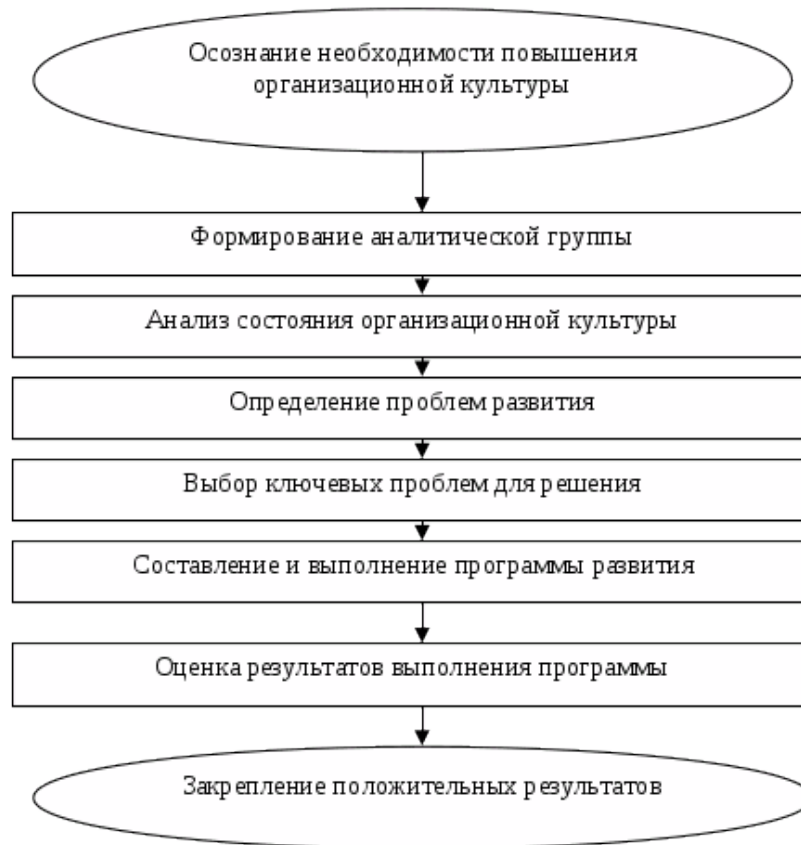 Осознание необходимости повышения
организационной культуры
Формирование аналитической группы
Анализ состояния организационной культуры
Определение проблем развития
Выбор ключевых проблем для решения
Составление и выполнение программы развития
Оценка результатов выполнения программы
Закрепление положительных результатов